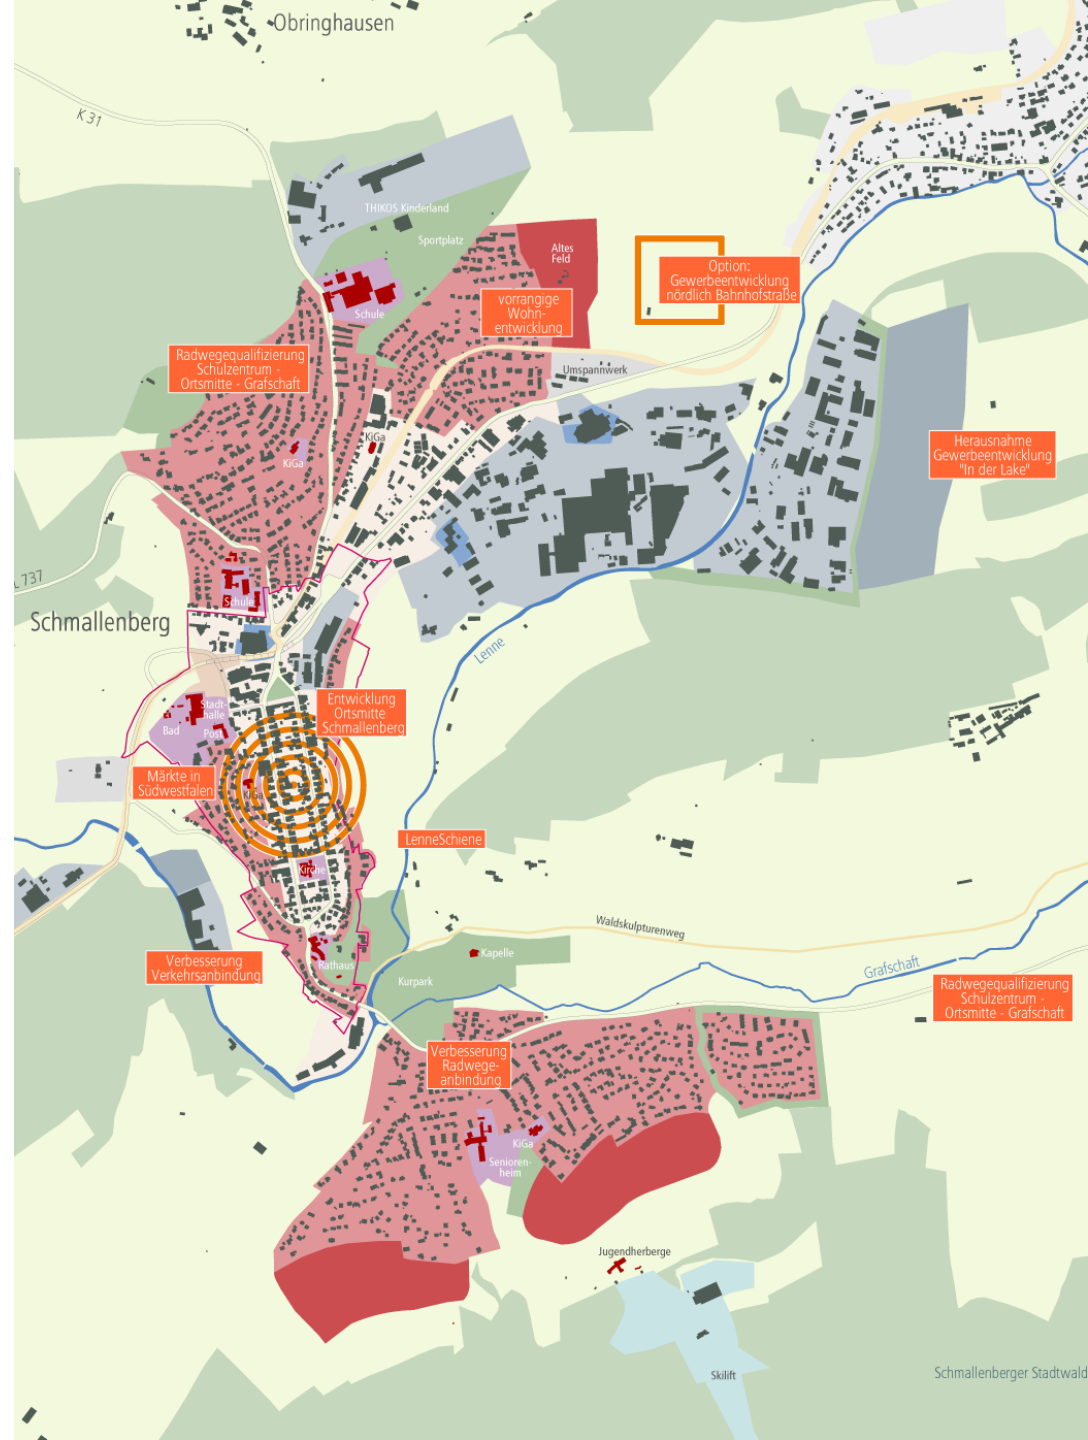 Obringhausen
K 31
THIKOS Kinderland
Sportplatz
Altes
Feld
Option:
Gewerbeentwicklung
nördlich Bahnhofstraße
Schule
vorrangige
Wohn-
entwicklung
Radwegequalifizierung
Schulzentrum -
Ortsmitte - Grafschaft
Umspannwerk
KiGa
KiGa
Herausnahme
Gewerbeentwicklung
"In der Lake"
L 737
Schule
Schmallenberg
Lenne
Stadt-
halle
Bad
Post
Entwicklung
Ortsmitte
Schmallenberg
Märkte in
Südwestfalen
KiGa
LenneSchiene
Kirche
Waldskulpturenweg
Verbesserung
Verkehrsanbindung
Rathaus
Kapelle
Kurpark
Grafschaft
Radwegequalifizierung
Schulzentrum -
Ortsmitte - Grafschaft
Verbesserung
Radwege-
anbindung
KiGa
Senioren-
heim
Jugendherberge
Skilift
Schmallenberger Stadtwald